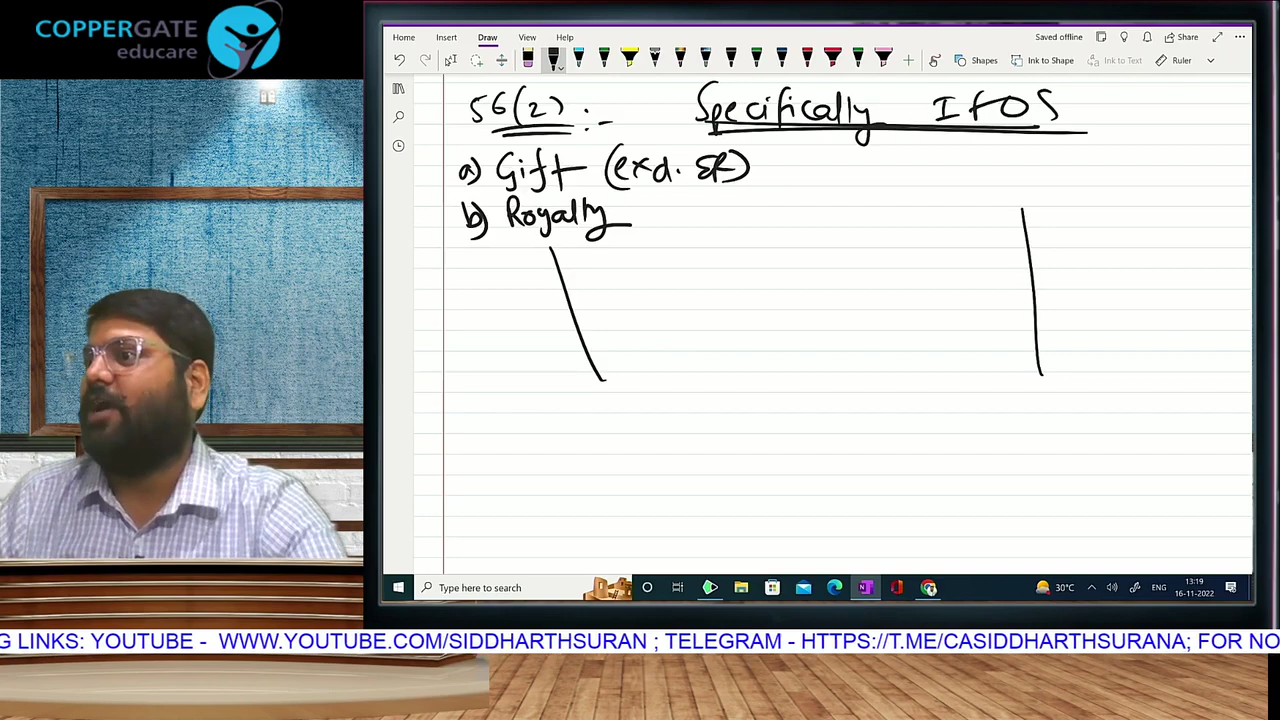 COPPERGATE
educare
Home Insert Draw View Help
Saved offline
Share
Shapes
Ink to Shape
Ink to Text
Ruler
56(2) :- Specifically IFOS
a) Gift (exd. SR)
b) Royalty
Type here to search
30°C
ENG
13:19
16-11-2022
G LINKS: YOUTUBE - WWW.YOUTUBE.COM/SIDDHARTHSURAN ; TELEGRAM - HTTPS://T.ME/CASIDDHARTHSURANA; FOR NO